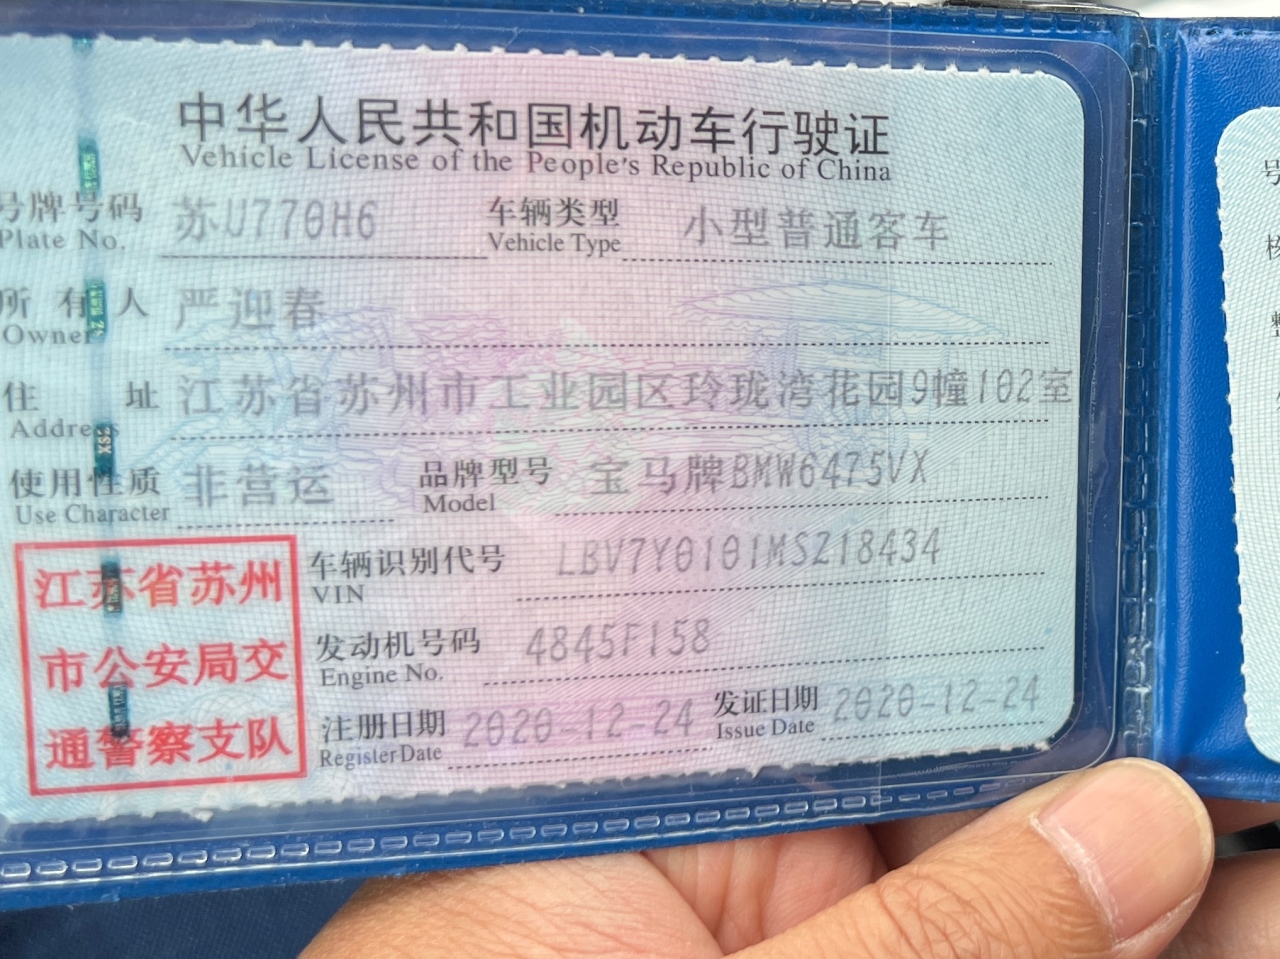 中华人民共和国机动车行驶证
Vehicle License of the People's Republic of China
号牌号码 苏U770H6 车辆类型 小型普通客车
Plate No. Vehicle Type
所有人 严迎春
Owner
住址 江苏省苏州市工业园区玲珑湾花园9幢102室
Address
使用性质 非营运 品牌型号 宝马牌BMW6475VX
Use Character Model
车辆识别代号 LBV7Y0101MSZ18434
VIN
发动机号码 4845F158
Engine No.
注册日期 2020-12-24 发证日期 2020-12-24
Register Date Issue Date
江苏省苏州
市公安局交
通警察支队
号
整